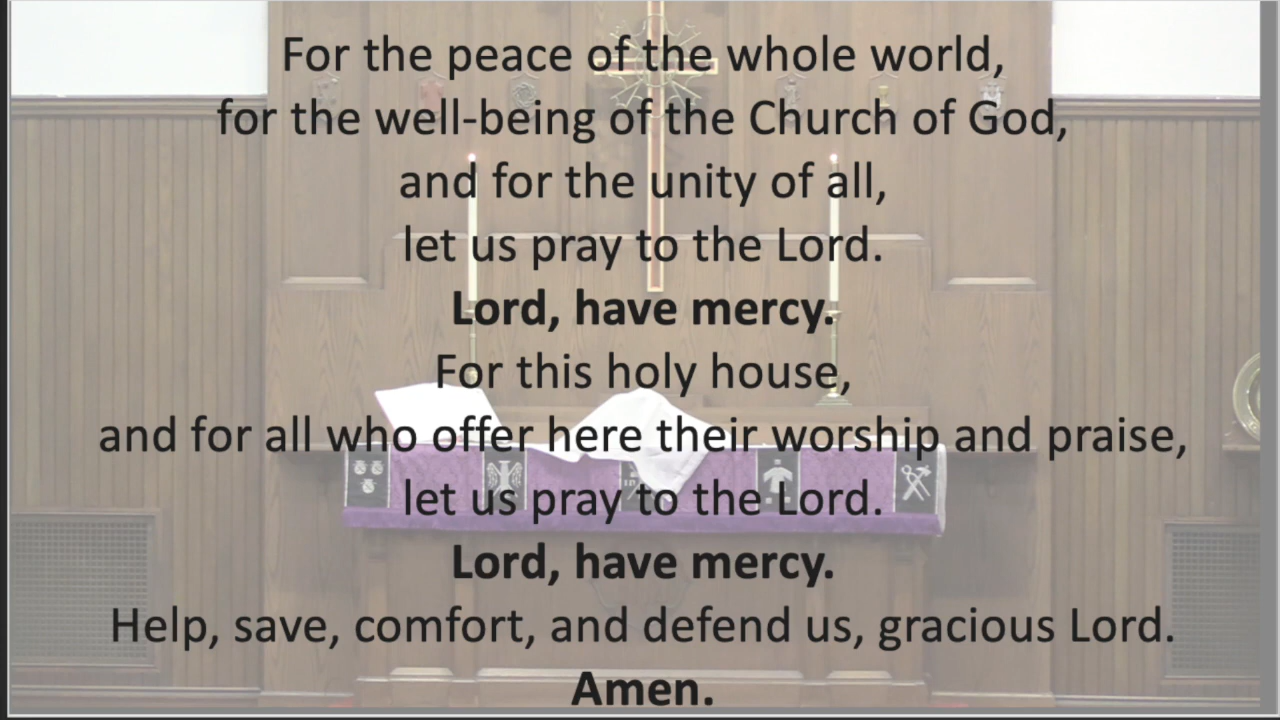 For the peace of the whole world,
for the well-being of the Church of God,
and for the unity of all,
let us pray to the Lord.
Lord, have mercy.
For this holy house,
and for all who offer here their worship and praise,
let us pray to the Lord.
Lord, have mercy.
Help, save, comfort, and defend us, gracious Lord.
Amen.